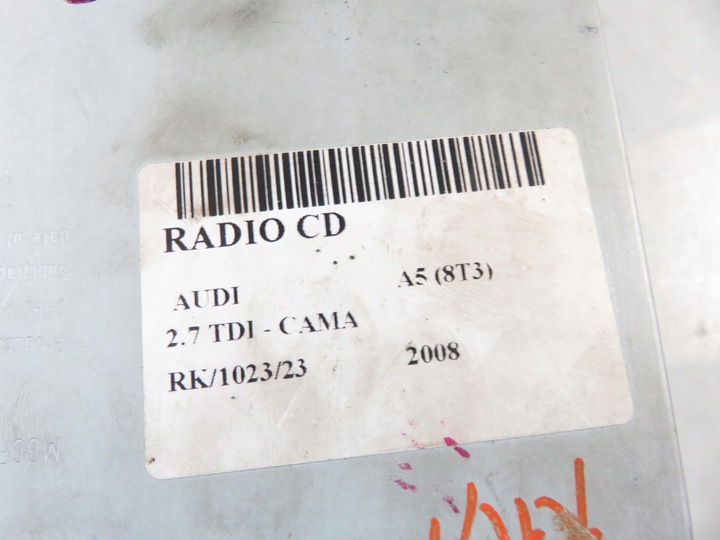 RADIO CD
AUDI A5 (8T3)
2.7 TDI - CAMA
RK/1023/23 2008